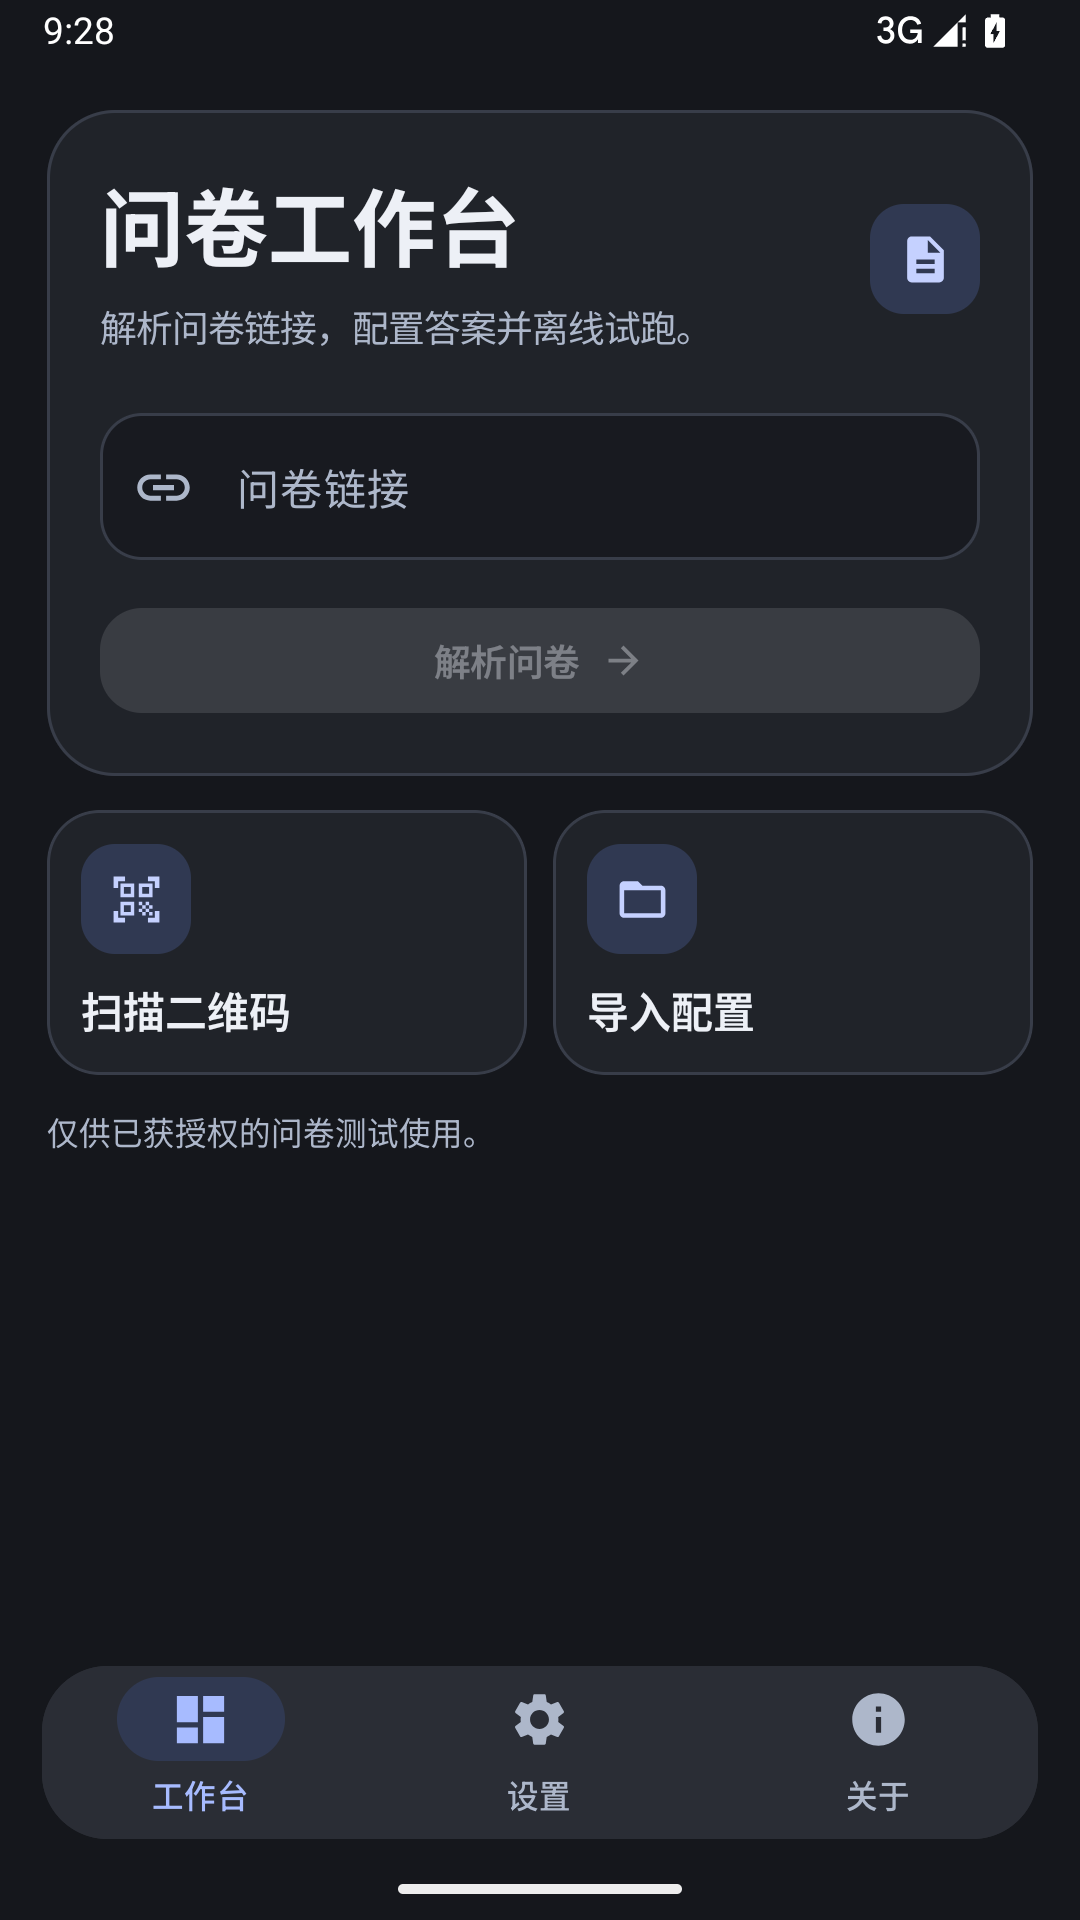 9:28
3G
问卷工作台
解析问卷链接，配置答案并离线试跑。
问卷链接
解析问卷
扫描二维码
导入配置
仅供已获授权的问卷测试使用。
工作台
设置
关于